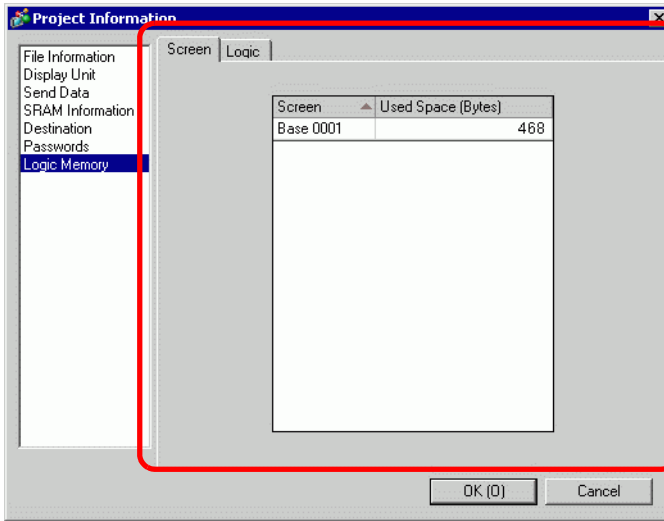 Project Information
File Information
Display Unit
Send Data
SRAM Information
Destination
Passwords
Logic Memory
Screen Logic
Screen Used Space (Bytes)
Base 0001 468
OK (O) Cancel